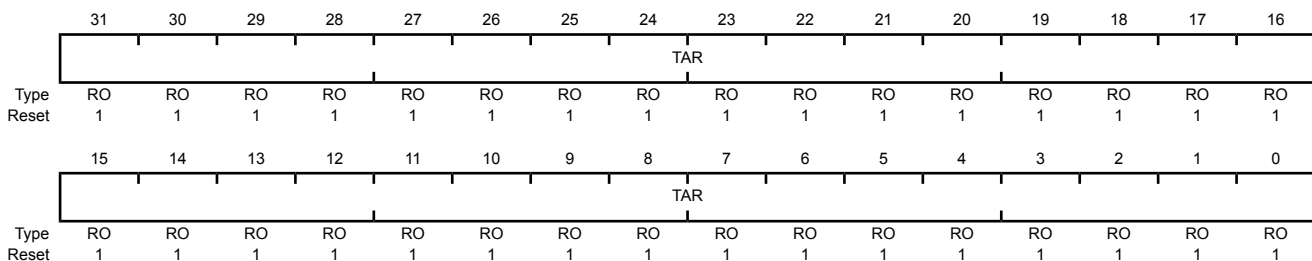 31 30 29 28 27 26 25 24 23 22 21 20 19 18 17 16
TAR
Type RO RO RO RO RO RO RO RO RO RO RO RO RO RO RO RO
Reset 1 1 1 1 1 1 1 1 1 1 1 1 1 1 1 1
15 14 13 12 11 10 9 8 7 6 5 4 3 2 1 0
TAR
Type RO RO RO RO RO RO RO RO RO RO RO RO RO RO RO RO
Reset 1 1 1 1 1 1 1 1 1 1 1 1 1 1 1 1